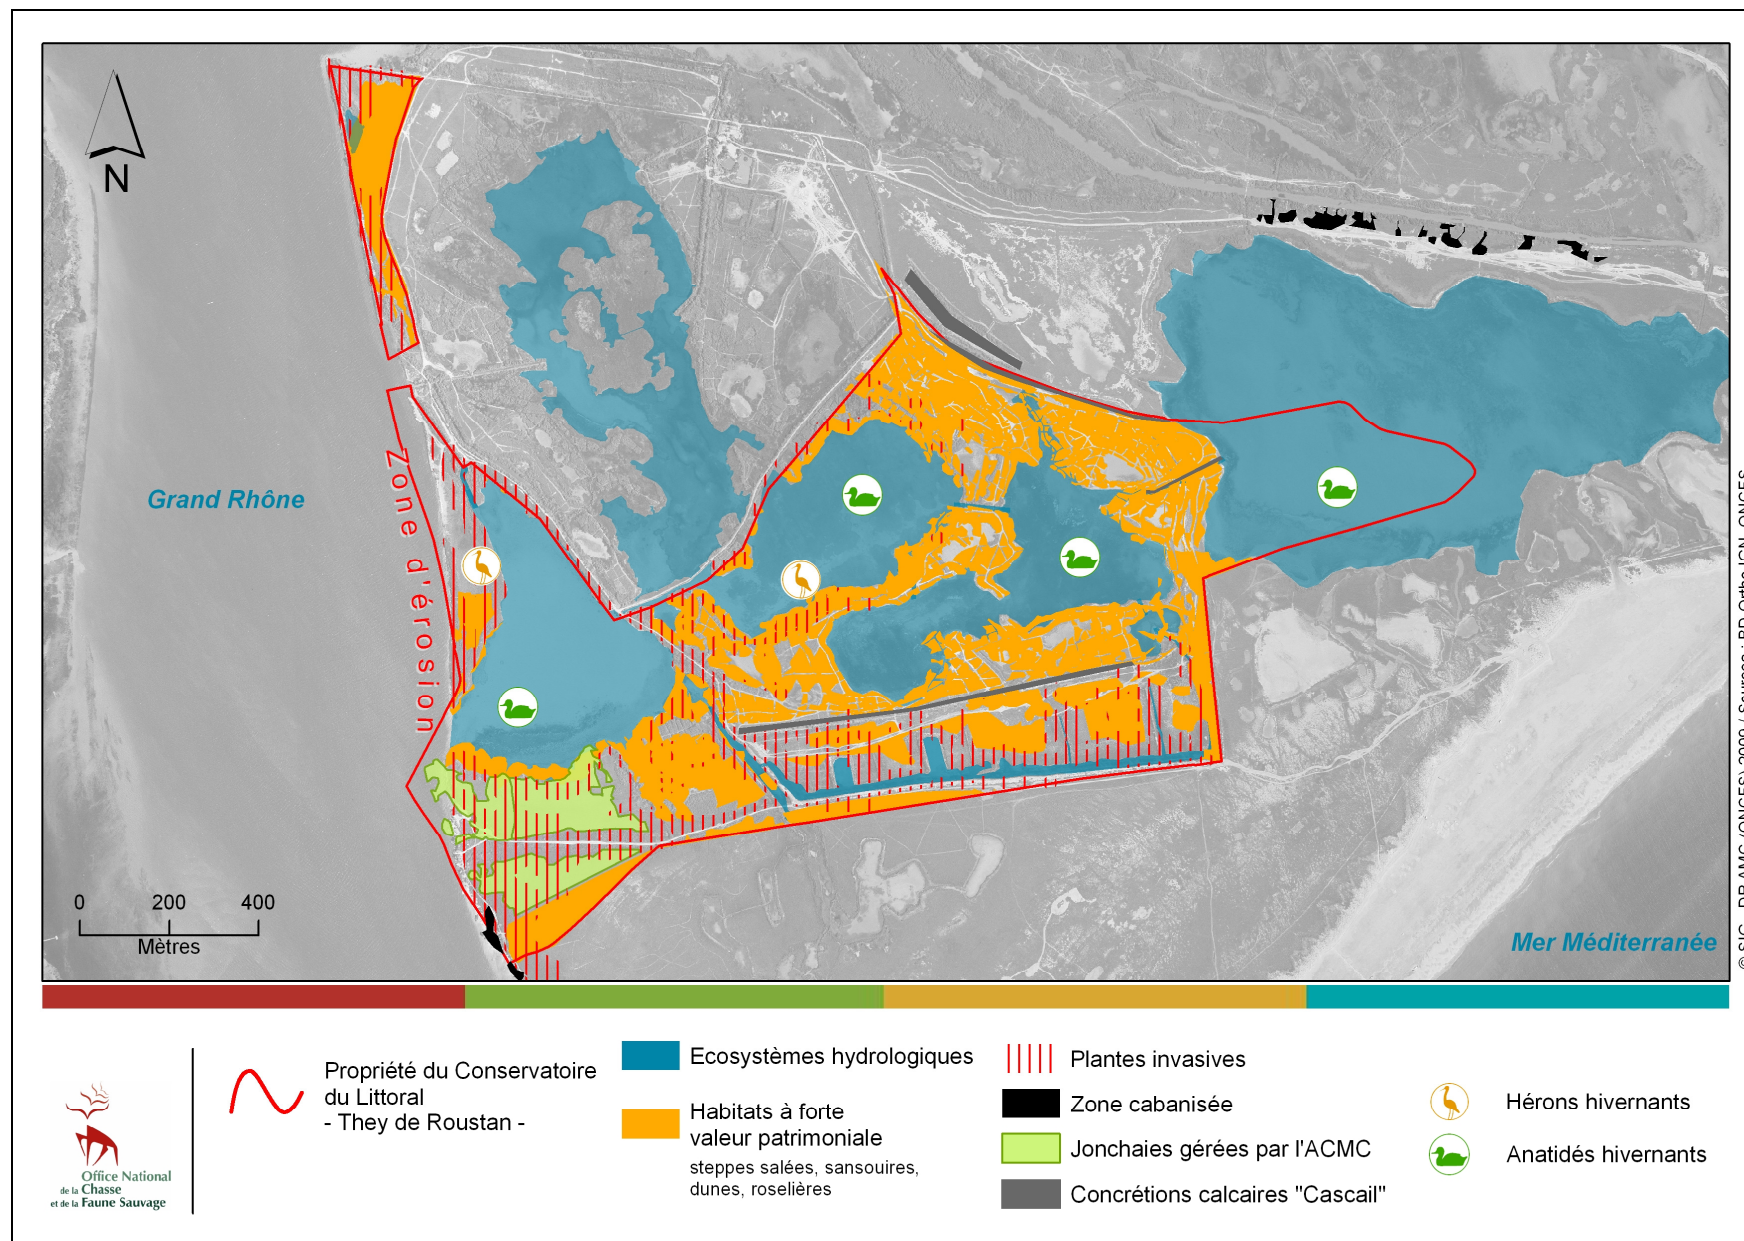 N
Grand Rhône
Zone d'érosion
0 200 400
Mètres
Mer Méditerranée
Propriété du Conservatoire
du Littoral
- They de Roustan -
Ecosystèmes hydrologiques
Habitats à forte
valeur patrimoniale
steppes salées, sansouires,
dunes, roselières
Plantes invasives
Zone cabanisée
Jonchaies gérées par l'ACMC
Concrétions calcaires "Cascail"
Hérons hivernants
Anatidés hivernants
Office National
de la Chasse
et de la Faune Sauvage